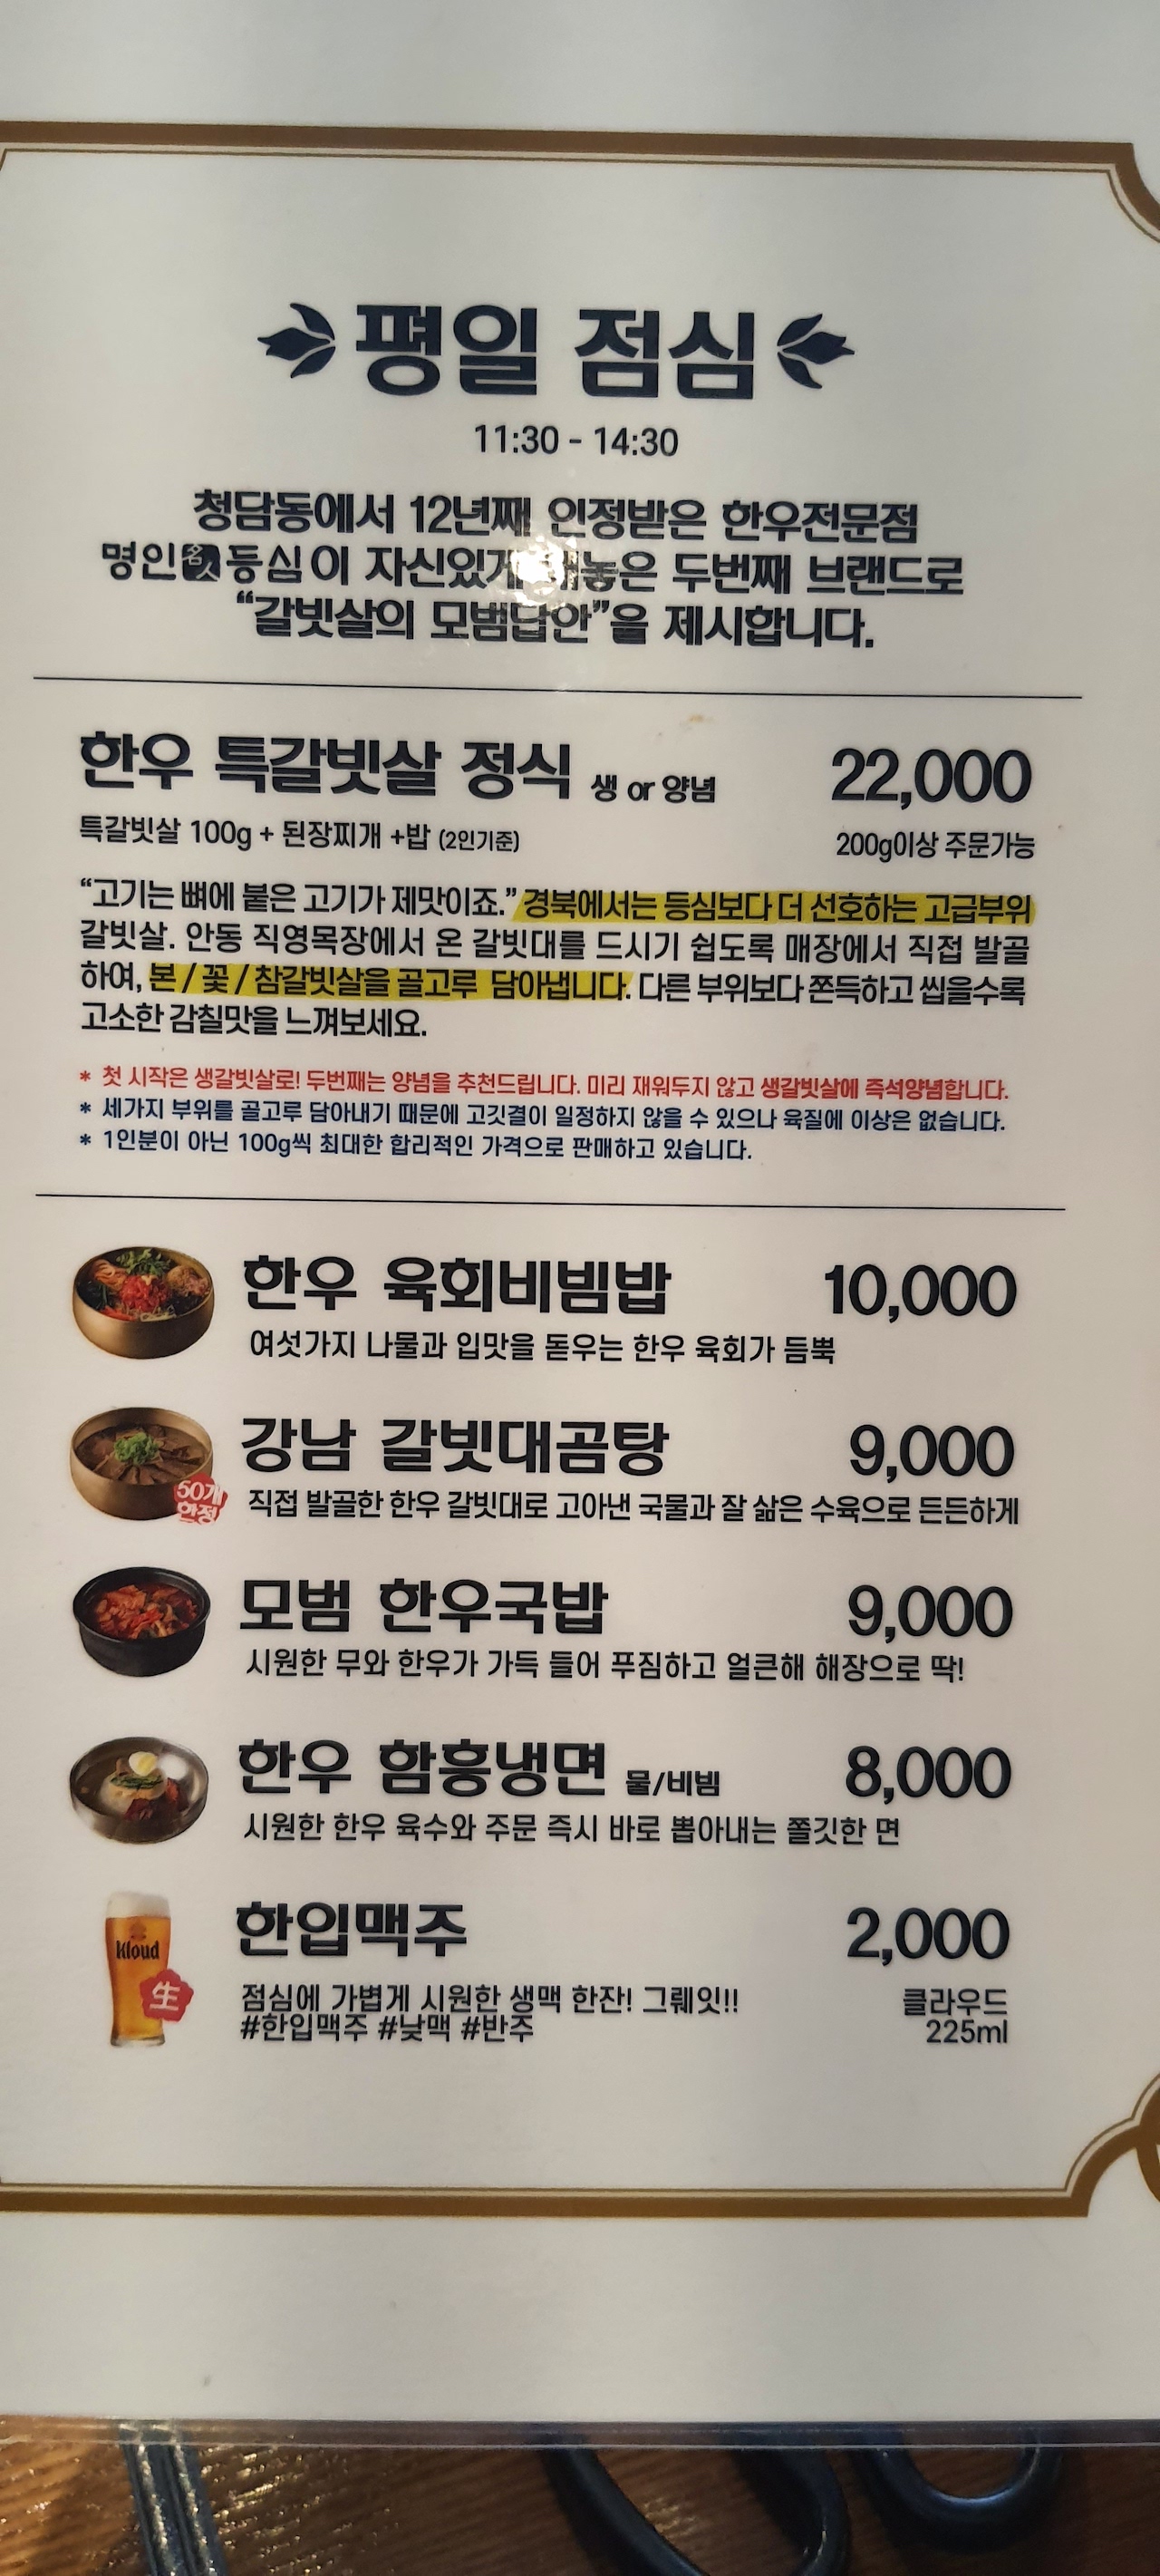 평일 점심
11:30 - 14:30
청담동에서 12년째 인정받은 한우전문점
명인등심이 자신있게 두번째 브랜드로
“갈빗살의 모범답안”을 제시합니다.
한우 특갈빗살 정식 생 or 양념 22,000
특갈빗살 100g + 된장찌개 +밥 (2인기준) 200g이상 주문가능
“고기는 뼈에 붙은 고기가 제맛이죠.” 경북에서는 등심보다 더 선호하는 고급부위
갈빗살. 안동 직영목장에서 온 갈빗대를 드시기 쉽도록 매장에서 직접 발골
하여, 본 / 꽃 / 참갈빗살을 골고루 담아냅니다. 다른 부위보다 쫀득하고 씹을수록
고소한 감칠맛을 느껴보세요.
* 첫 시작은 생갈빗살로! 두번째는 양념을 추천드립니다. 미리 재워두지 않고 생갈빗살에 즉석양념합니다.
* 세가지 부위를 골고루 담아내기 때문에 고깃결이 일정하지 않을 수 있으나 육질에 이상은 없습니다.
* 1인분이 아닌 100g씩 최대한 합리적인 가격으로 판매하고 있습니다.
한우 육회비빔밥 10,000
여섯가지 나물과 입맛을 돋우는 한우 육회가 듬뿍
강남 갈빗대곰탕 9,000
50개
한정
직접 발골한 한우 갈빗대로 고아낸 국물과 잘 삶은 수육으로 든든하게
모범 한우국밥 9,000
시원한 무와 한우가 가득 들어 푸짐하고 얼큰해 해장으로 딱!
한우 함흥냉면 물/비빔 8,000
시원한 한우 육수와 주문 즉시 바로 뽑아내는 쫄깃한 면
한입맥주 2,000
Kloud
生
점심에 가볍게 시원한 생맥 한잔! 그뤠잇!! 클라우드
#한입맥주 #낮맥 #반주 225ml